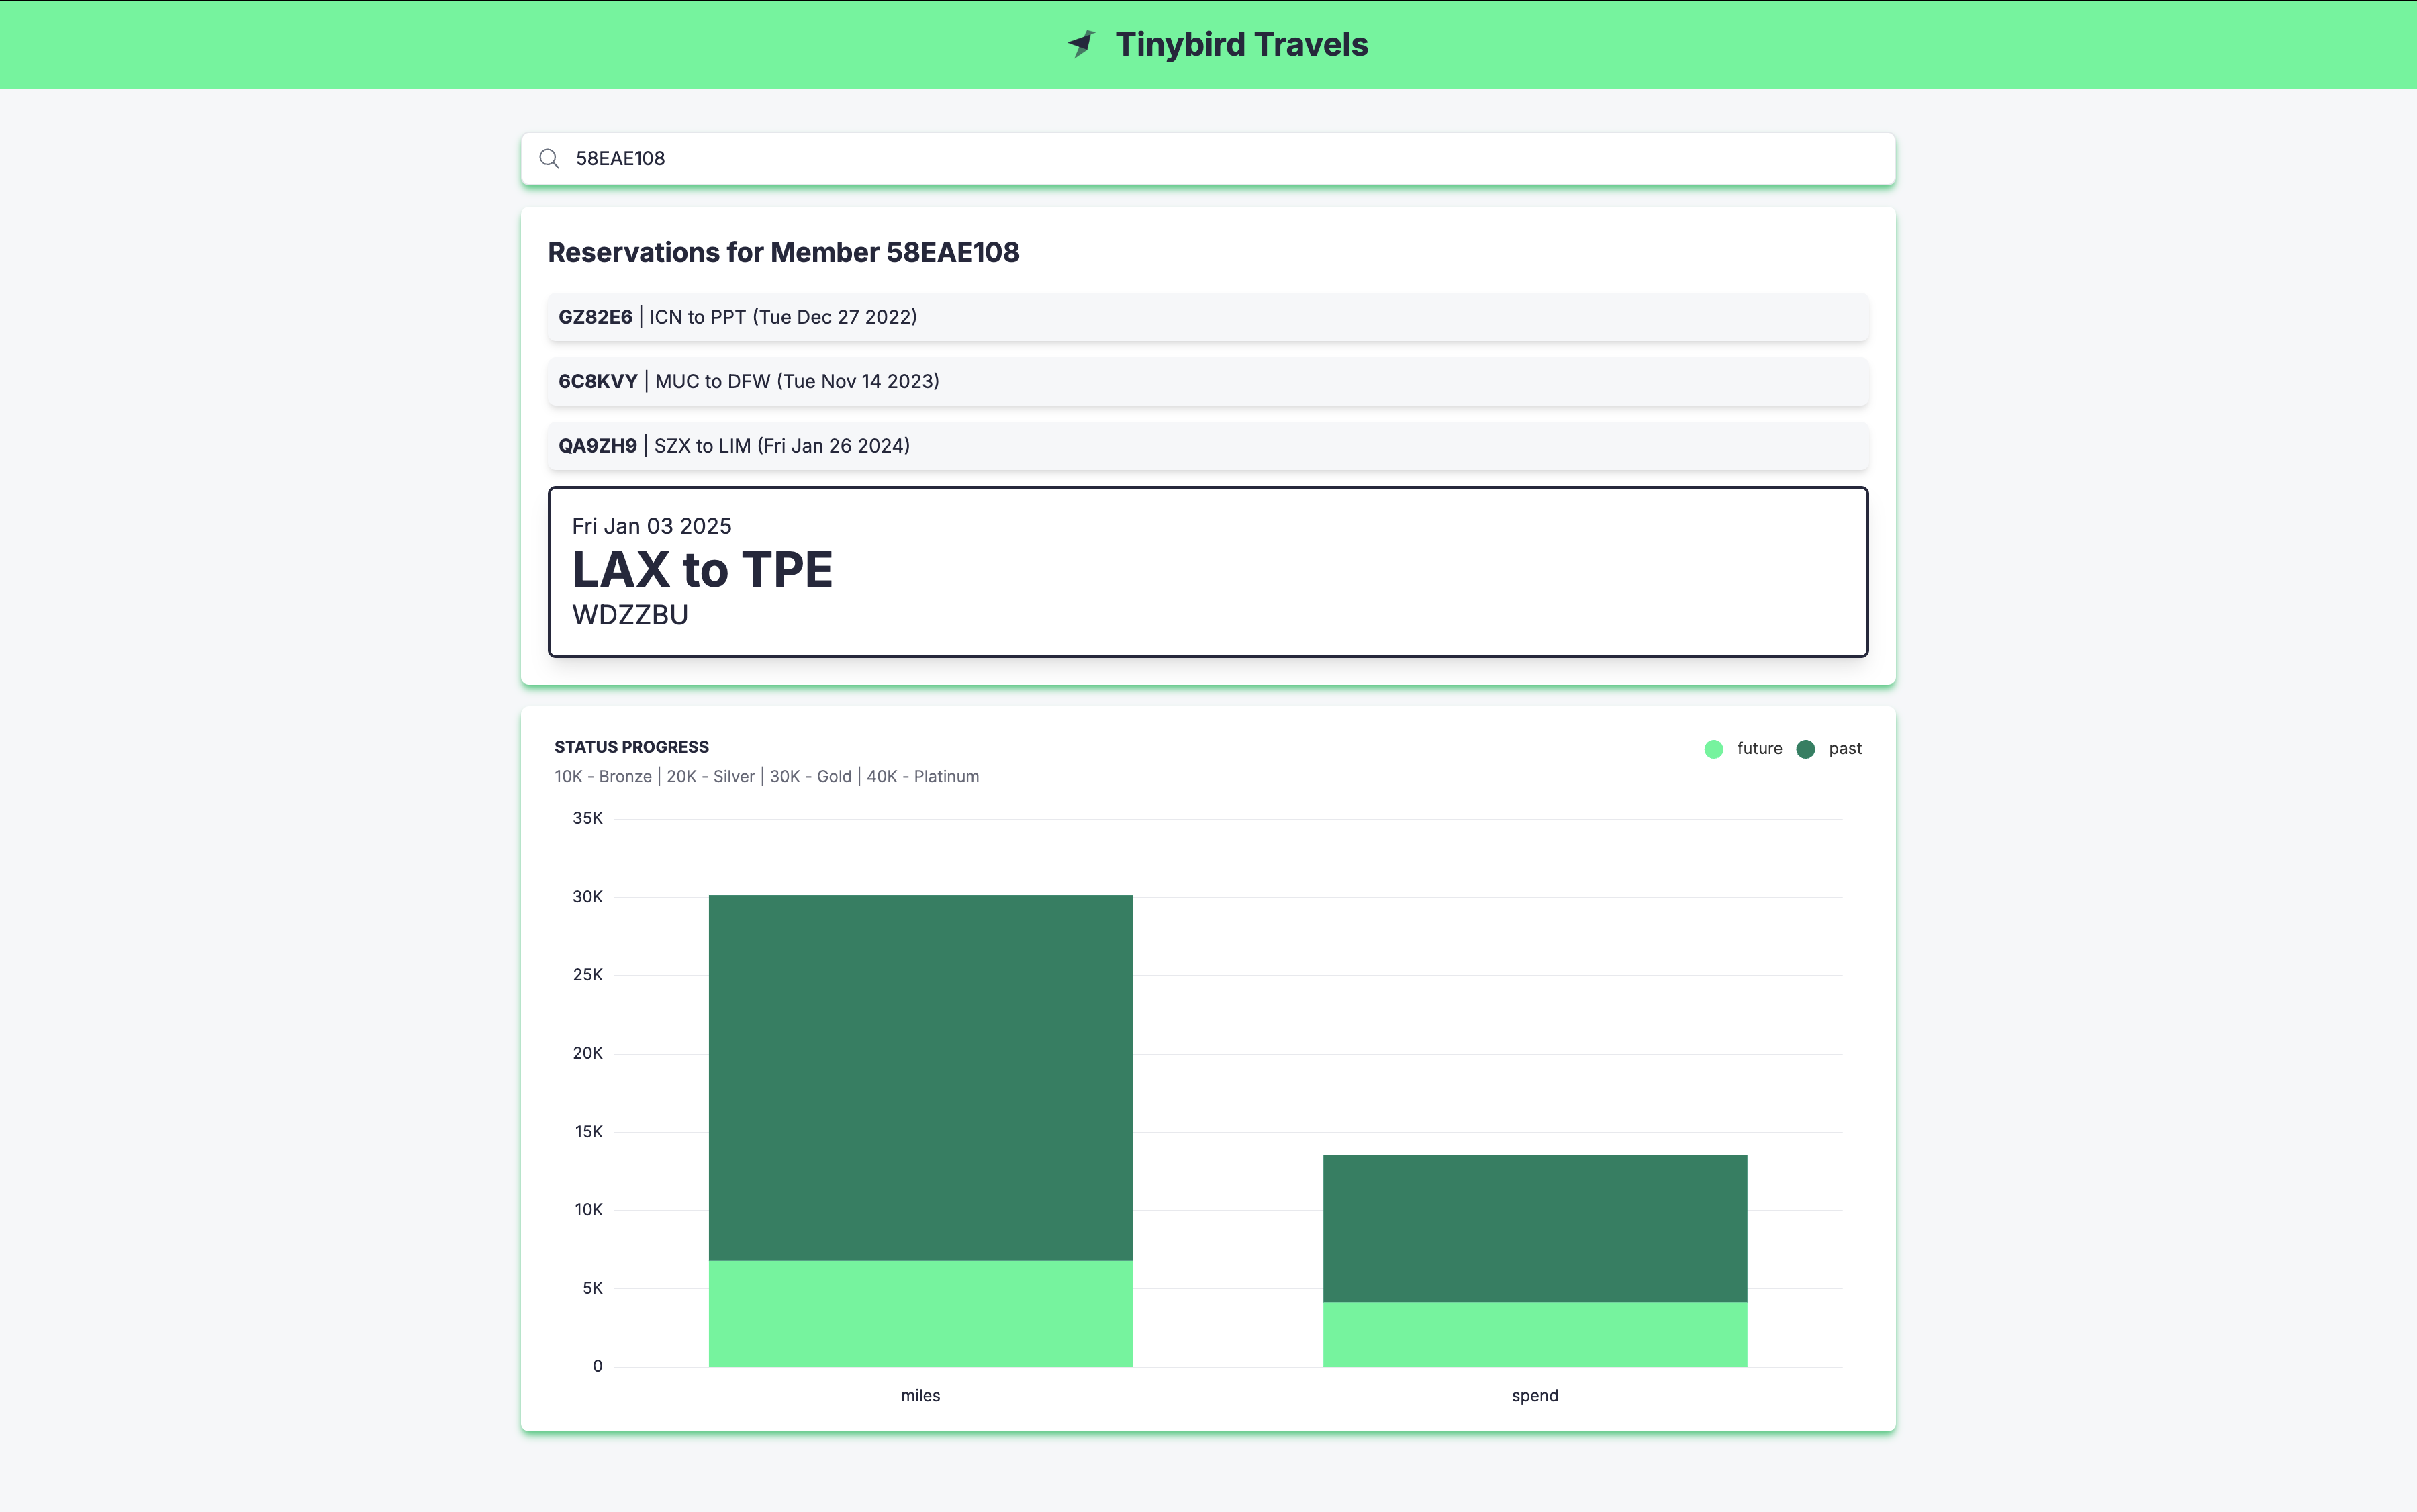 Tinybird Travels
58EAE108
Reservations for Member 58EAE108
GZ82E6 | ICN to PPT (Tue Dec 27 2022)
6C8KVY | MUC to DFW (Tue Nov 14 2023)
QA9ZH9 | SZX to LIM (Fri Jan 26 2024)
Fri Jan 03 2025
LAX to TPE
WDZZBU
STATUS PROGRESS
future past
10K - Bronze | 20K - Silver | 30K - Gold | 40K - Platinum
35K
30K
25K
20K
15K
10K
5K
0
miles spend